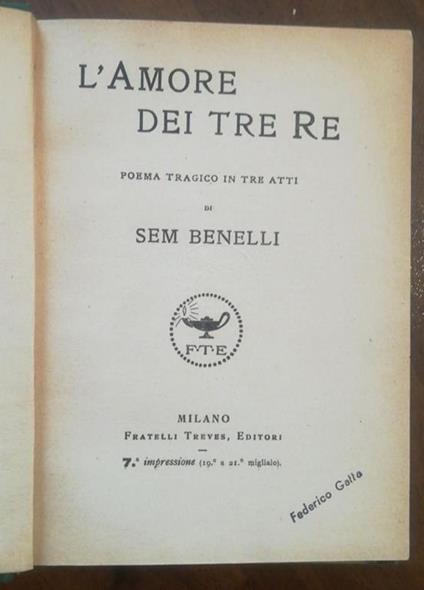 L'AMORE
DEI TRE RE
POEMA TRAGICO IN TRE ATTI
DI
SEM BENELLI
F·T·E
MILANO
FRATELLI TREVES, EDITORI
7.ª impressione (19.º a 21.º migliaio).
Federico Galla